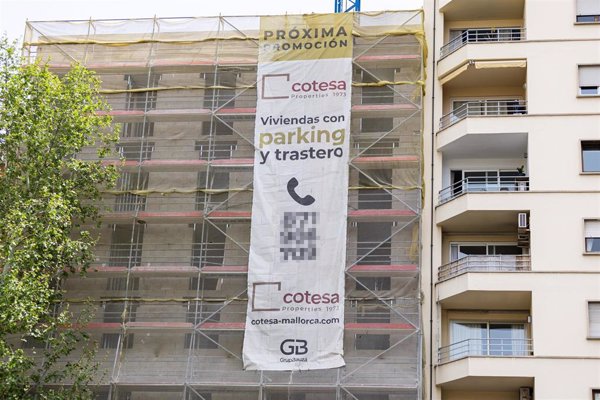 PRÓXIMA
PROMOCIÓN
cotesa
Properties 1973
Viviendas con
parking
y trastero
cotesa
Properties 1973
cotesa-mallorca.com
GB